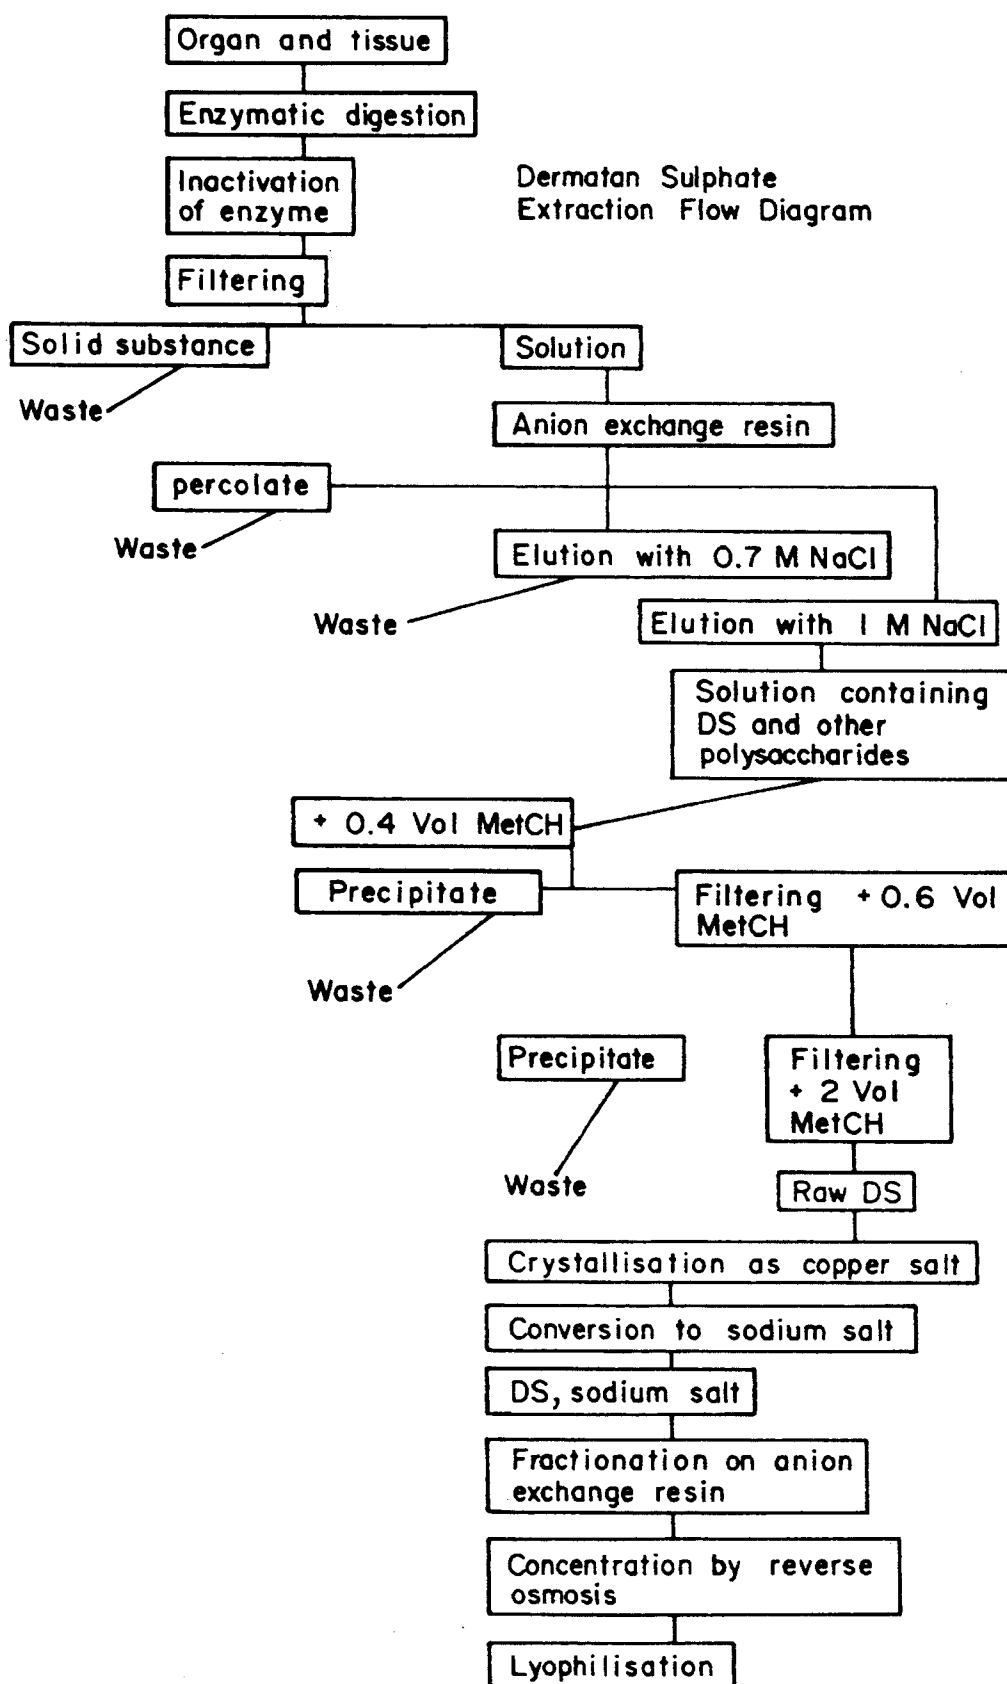 Organ and tissue
Enzymatic digestion
Inactivation
of enzyme
Dermatan Sulphate
Extraction Flow Diagram
Filtering
Solid substance
Solution
Waste
Anion exchange resin
percolate
Waste
Elution with 0.7 M NaCl
Waste
Elution with 1 M NaCl
Solution containing
DS and other
polysaccharides
+ 0.4 Vol MetCH
Precipitate
Filtering +0.6 Vol
MetCH
Waste
Precipitate
Filtering
+ 2 Vol
MetCH
Waste
Raw DS
Crystallisation as copper salt
Conversion to sodium salt
DS, sodium salt
Fractionation on anion
exchange resin
Concentration by reverse
osmosis
Lyophilisation